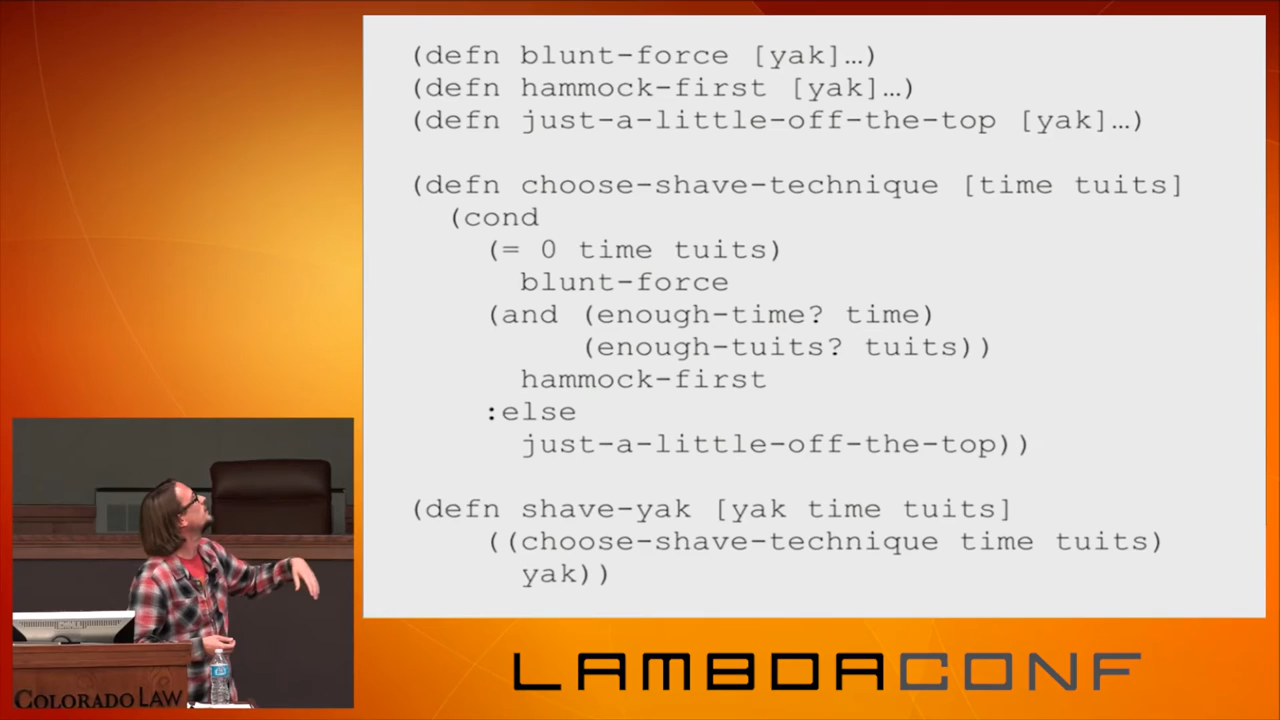 (defn blunt-force [yak]…)
(defn hammock-first [yak]…)
(defn just-a-little-off-the-top [yak]…)
(defn choose-shave-technique [time tuits]
(cond
(= 0 time tuits)
blunt-force
(and (enough-time? time)
(enough-tuits? tuits))
hammock-first
:else
just-a-little-off-the-top))
(defn shave-yak [yak time tuits]
((choose-shave-technique time tuits)
yak))
COLORADO LAW
LAMBDACONF